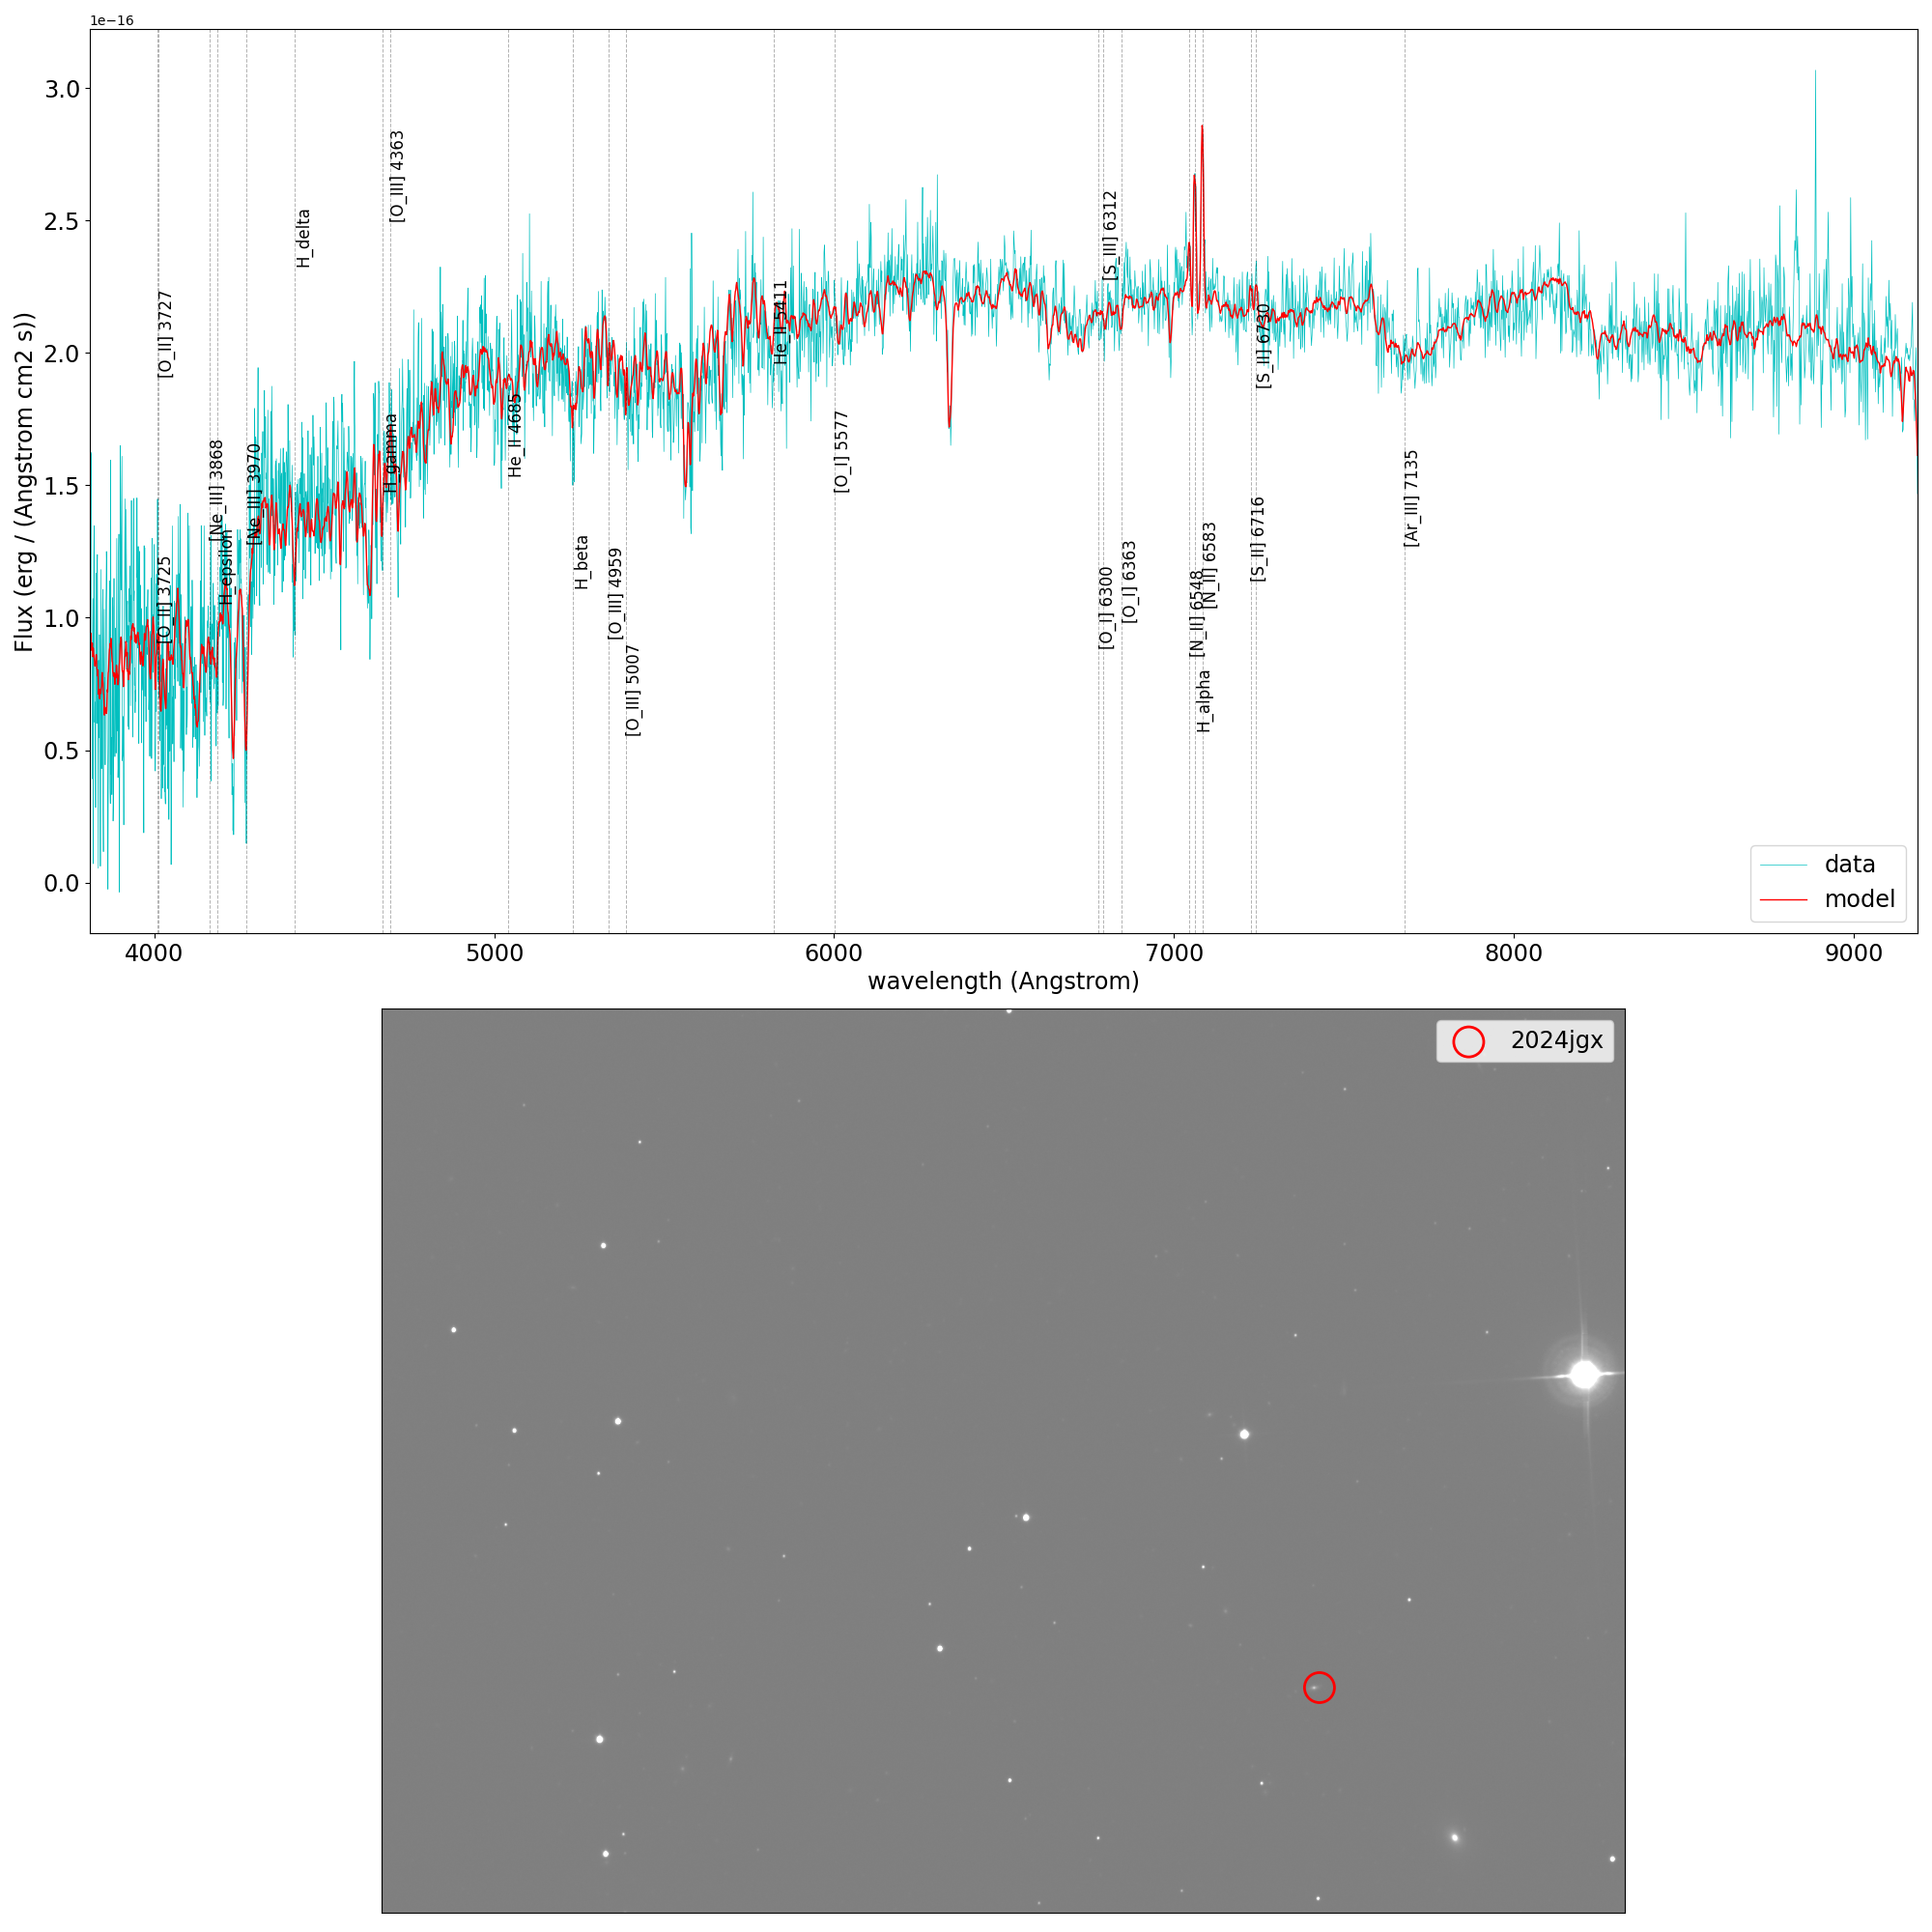 1e−16
3.0
2.5
2.0
1.5
1.0
0.5
0.0
Flux (erg / (Angstrom cm2 s))
[O_II] 3727
[O_II] 3725
[Ne_III] 3868
H_epsilon
[Ne_III] 3970
H_delta
[O_III] 4363
H_gamma
He_II 4685
H_beta
[O_III] 4959
[O_III] 5007
He_II 5411
[O_I] 5577
[S_III] 6312
[O_I] 6300
[O_I] 6363
[N_II] 6548
H_alpha
[N_II] 6583
[S_II] 6716
[S_II] 6730
[Ar_III] 7135
data
model
4000 5000 6000 7000 8000 9000
wavelength (Angstrom)
2024jgx